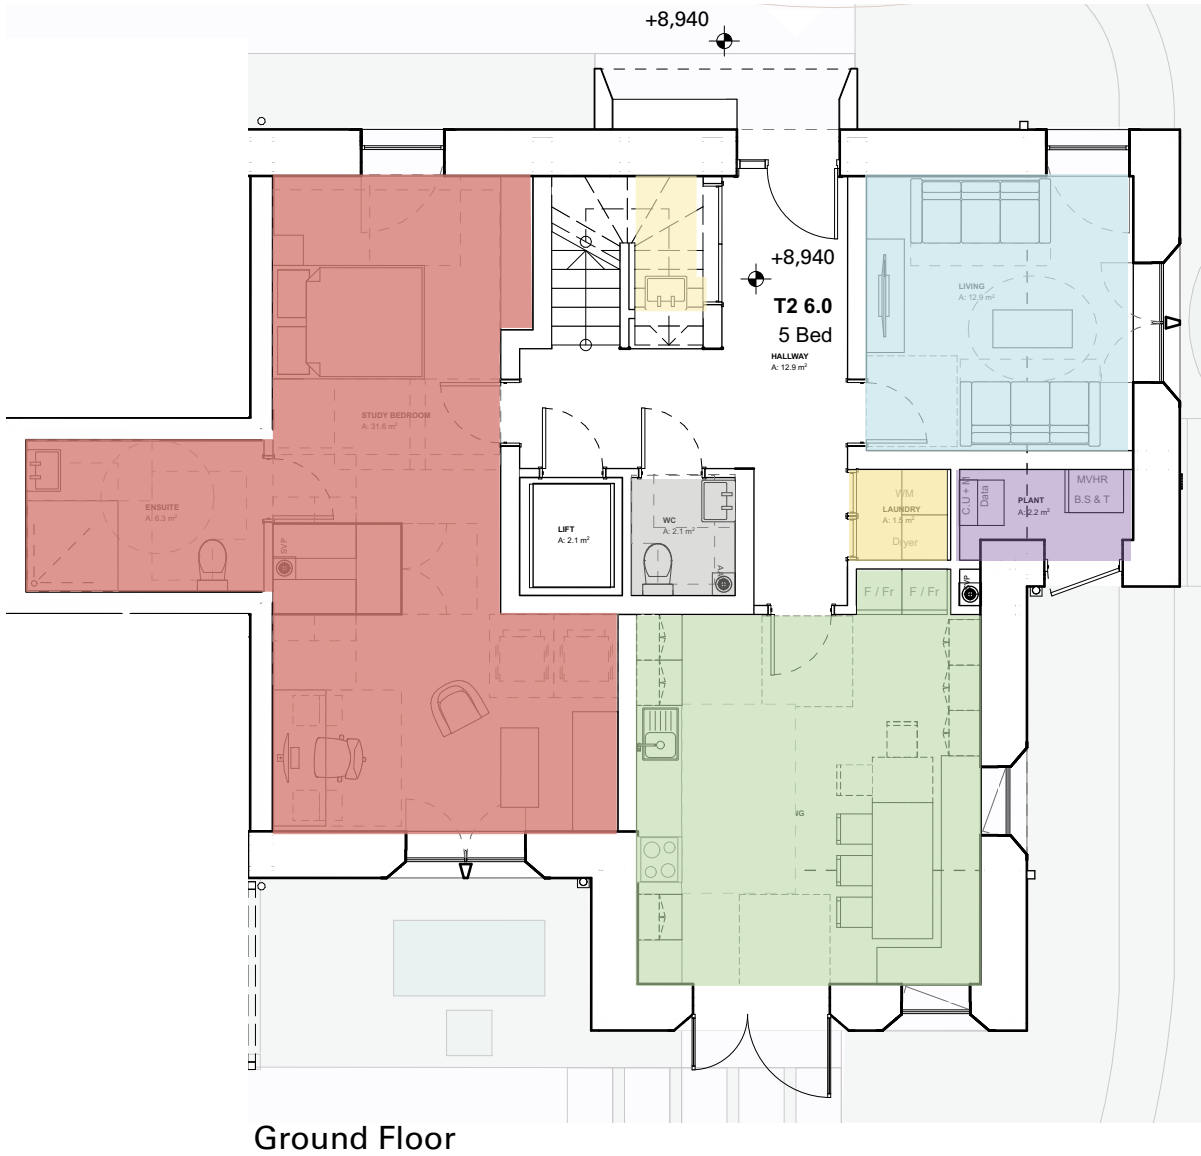 +8,940
+8,940
T2 6.0
5 Bed
HALLWAY
A: 12.9 m²
LIVING
A: 12.9 m²
STUDY BEDROOM
A: 31.6 m²
ENSUITE
A: 6.3 m²
SVP
LIFT
A: 2.1 m²
WC
A: 2.1 m²
WM
LAUNDRY
A: 1.5 m²
Dryer
C.U + M
Data
PLANT
A: 2.2 m²
MVHR
B.S & T
F / Fr
F / Fr
NG
Ground Floor